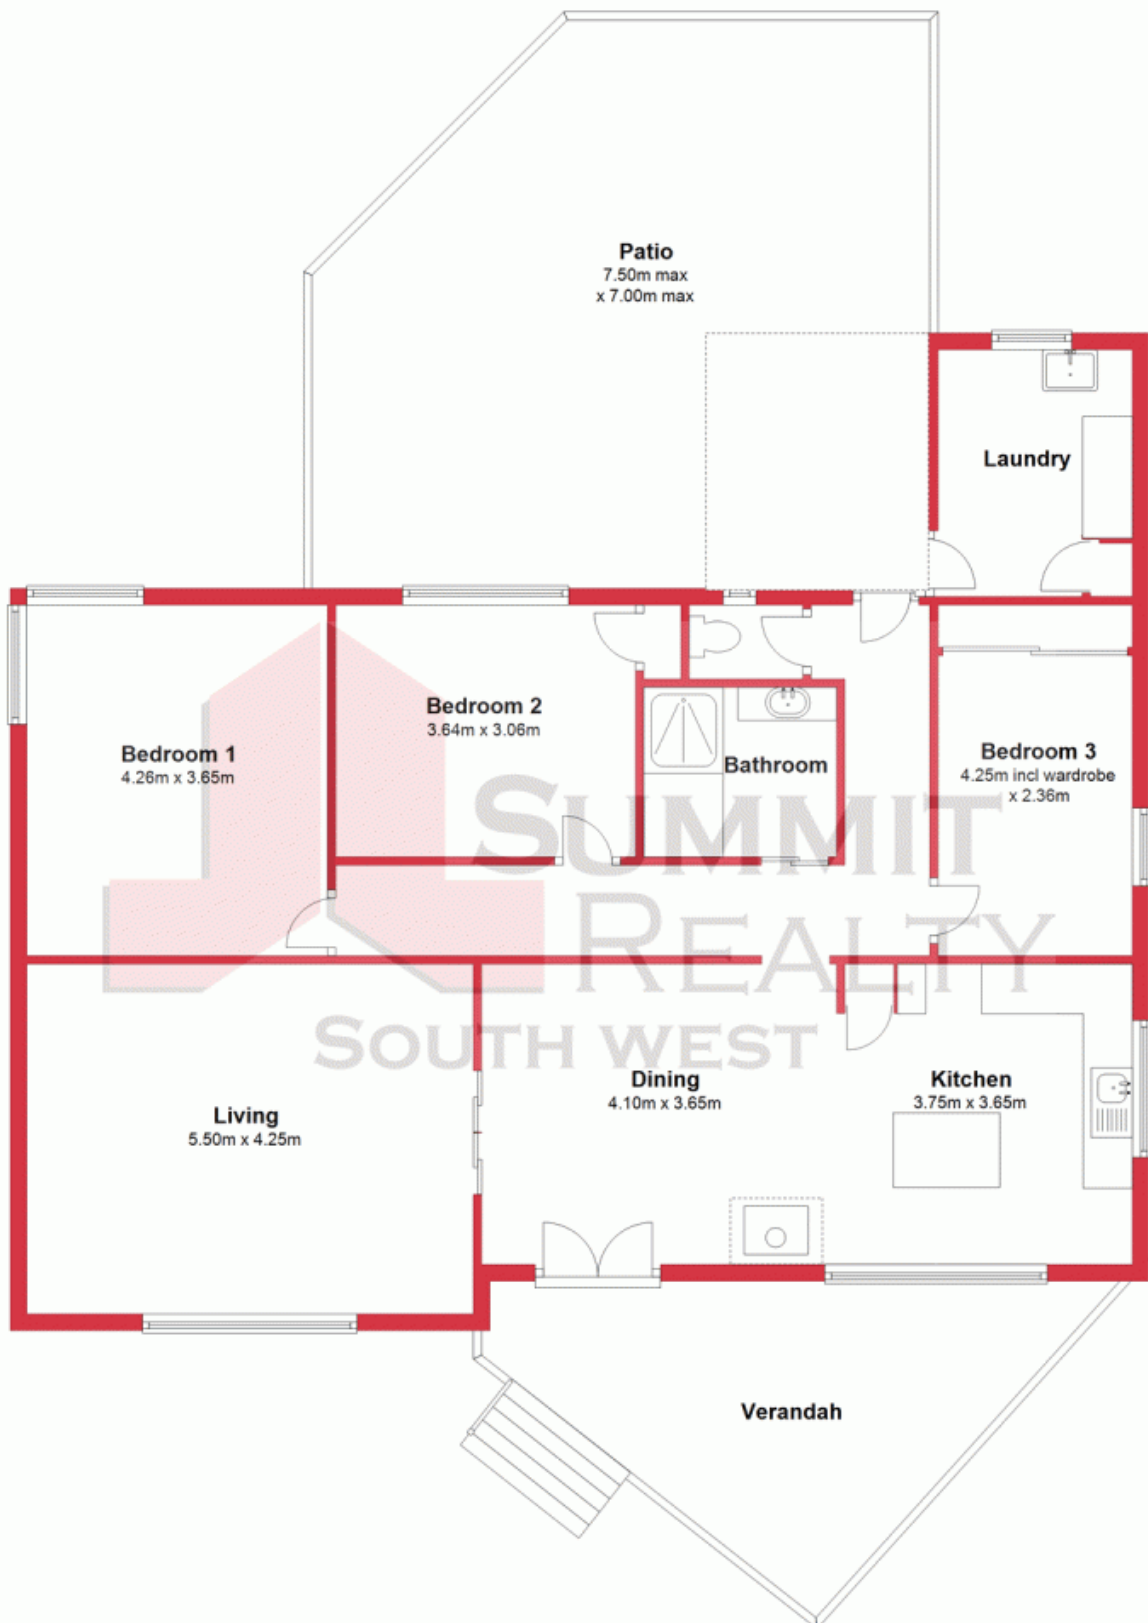 Patio
7.50m max
x 7.00m max
Laundry
Bedroom 2
3.64m x 3.06m
Bedroom 1
4.26m x 3.65m
Bathroom
Bedroom 3
4.25m incl wardrobe
x 2.36m
SUMMIT
REALTY
SOUTH WEST
Living
5.50m x 4.25m
Dining
4.10m x 3.65m
Kitchen
3.75m x 3.65m
Verandah